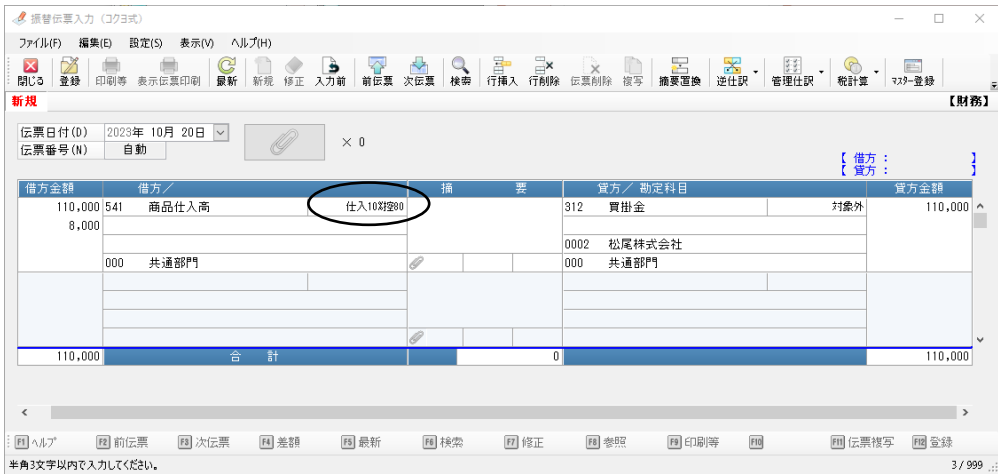 振替伝票入力（コクヨ式）
ファイル(F) 編集(E) 設定(S) 表示(V) ヘルプ(H)
閉じる 登録 印刷等 表示伝票印刷 最新 新規 修正 入力前 前伝票 次伝票 検索 行挿入 行削除 伝票削除 複写 摘要置換 逆仕訳 管理仕訳 税計算 マスター登録
新規 【財務】
伝票日付(D) 2023年 10月 20日
× 0
伝票番号(N) 自動
【 借方： 】
【 貸方： 】
借方金額 借方／ 摘 要 貸方／ 勘定科目 貸方金額
110,000 541 商品仕入高 仕入10%控80 312 買掛金 対象外 110,000
8,000
0002 松尾株式会社
000 共通部門 000 共通部門
110,000 合 計 0 110,000
F1 ヘルプ F2 前伝票 F3 次伝票 F4 差額 F5 最新 F6 検索 F7 修正 F8 参照 F9 印刷等 F10 F11 伝票複写 F12 登録
半角3文字以内で入力してください。 3 / 999